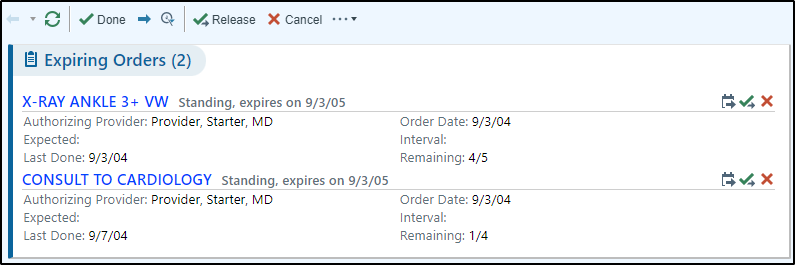 Done Release Cancel
Expiring Orders (2)
X-RAY ANKLE 3+ VW Standing, expires on 9/3/05
Authorizing Provider: Provider, Starter, MD Order Date: 9/3/04
Expected: Interval:
Last Done: 9/3/04 Remaining: 4/5
CONSULT TO CARDIOLOGY Standing, expires on 9/3/05
Authorizing Provider: Provider, Starter, MD Order Date: 9/3/04
Expected: Interval:
Last Done: 9/7/04 Remaining: 1/4